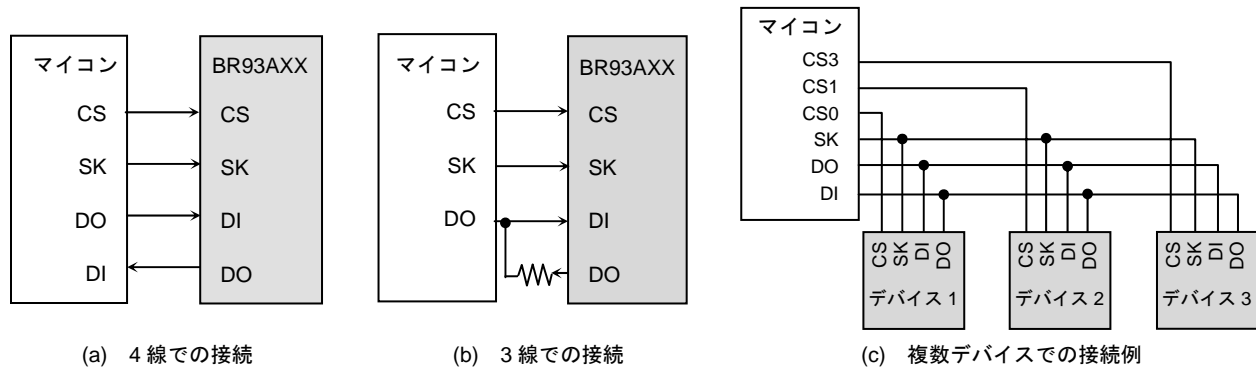 マイコン
CS
SK
DO
DI
BR93AXX
CS
SK
DI
DO
(a) 4 線での接続
マイコン
CS
SK
DO
BR93AXX
CS
SK
DI
DO
(b) 3 線での接続
マイコン
CS3
CS1
CS0
SK
DO
DI
CS SK DI DO
デバイス 1
CS SK DI DO
デバイス 2
CS SK DI DO
デバイス 3
(c) 複数デバイスでの接続例